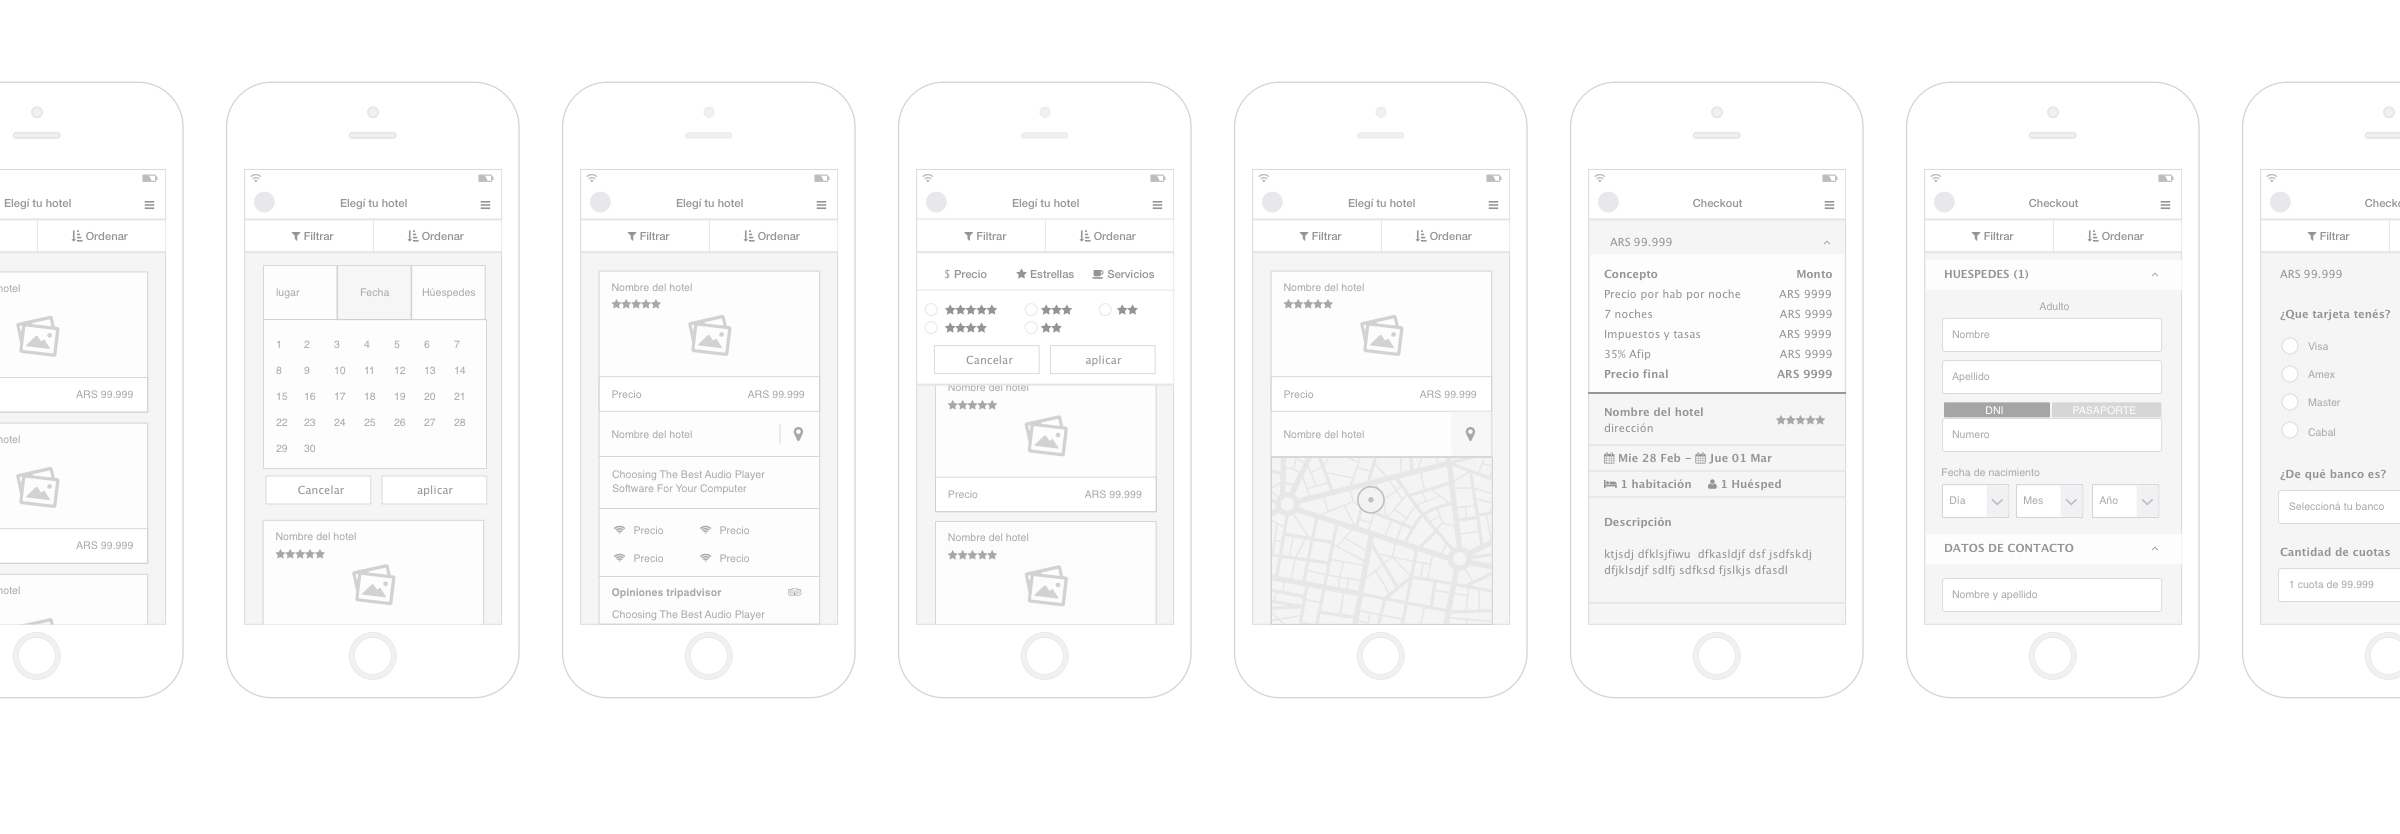 Elegí tu hotel
Ordenar
otel
ARS 99.999
otel
ARS 99.999
otel
Elegí tu hotel
Filtrar Ordenar
lugar Fecha Húespedes
1 2 3 4 5 6 7
8 9 10 11 12 13 14
15 16 17 18 19 20 21
22 23 24 25 26 27 28
29 30
Cancelar aplicar
Nombre del hotel
Elegí tu hotel
Filtrar Ordenar
Nombre del hotel
Precio ARS 99.999
Nombre del hotel
Choosing The Best Audio Player
Software For Your Computer
Precio Precio
Precio Precio
Opiniones tripadvisor
Choosing The Best Audio Player
Elegí tu hotel
Filtrar Ordenar
$ Precio Estrellas Servicios
Cancelar aplicar
Nombre del hotel
Precio ARS 99.999
Nombre del hotel
Elegí tu hotel
Filtrar Ordenar
Nombre del hotel
Precio ARS 99.999
Nombre del hotel
Checkout
ARS 99.999
Concepto Monto
Precio por hab por noche ARS 9999
7 noches ARS 9999
Impuestos y tasas ARS 9999
35% Afip ARS 9999
Precio final ARS 9999
Nombre del hotel
dirección
Mie 28 Feb – Jue 01 Mar
1 habitación 1 Huésped
Descripción
ktjsdj dfklsjfiwu dfkasldjf dsf jsdfskdj
dfjklsdjf sdlfj sdfksd fjslkjs dfasdl
Checkout
Filtrar Ordenar
HUESPEDES (1)
Adulto
Nombre
Apellido
DNI PASAPORTE
Numero
Fecha de nacimiento
Día Mes Año
DATOS DE CONTACTO
Nombre y apellido
Checko
Filtrar
ARS 99.999
¿Que tarjeta tenés?
Visa
Amex
Master
Cabal
¿De qué banco es?
Seleccioná tu banco
Cantidad de cuotas
1 cuota de 99.999